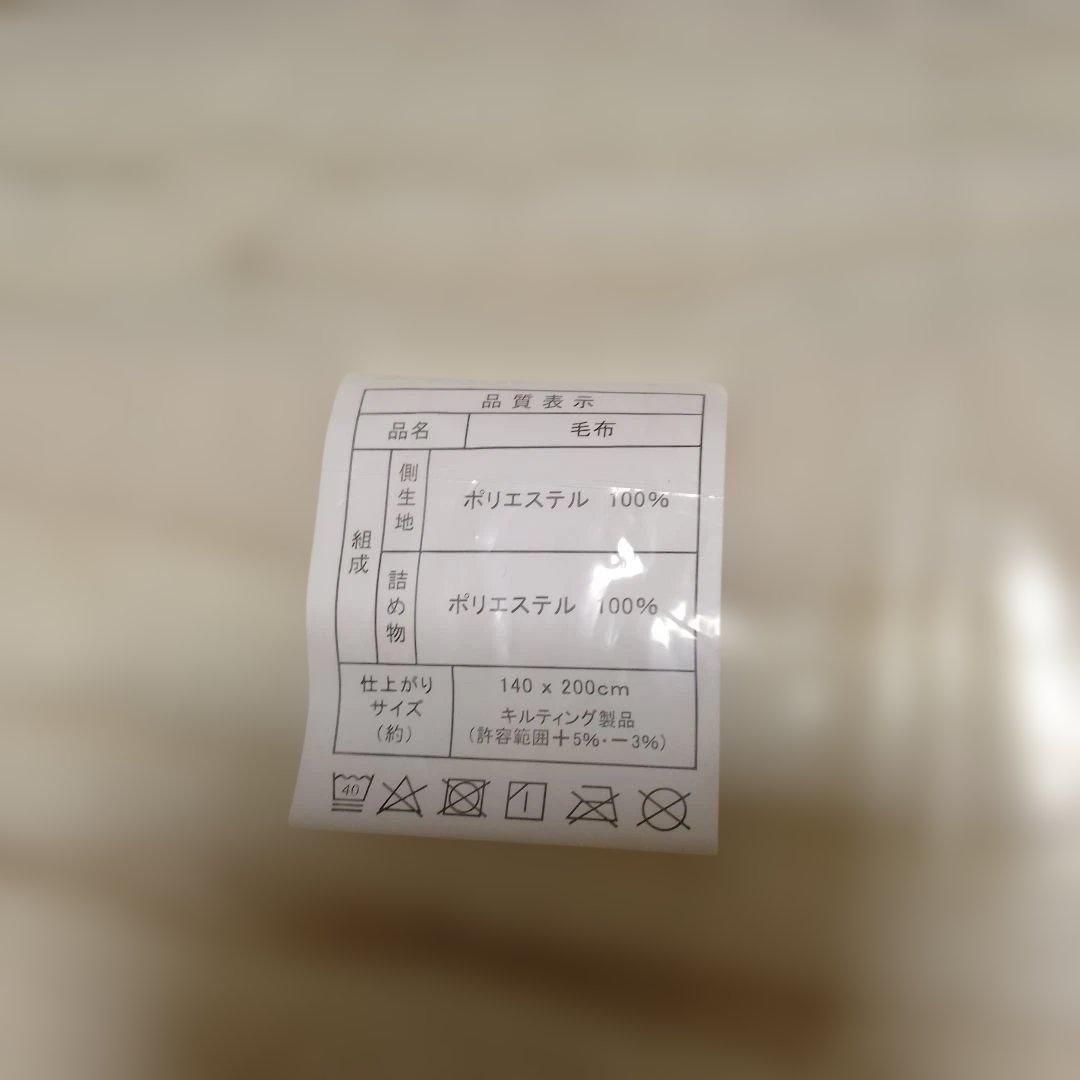 品質表示
品名 毛布
組成
側生地 ポリエステル 100%
詰め物 ポリエステル 100%
仕上がり
サイズ
(約)
140 x 200cm
キルティング製品
(許容範囲+5%・-3%)
40